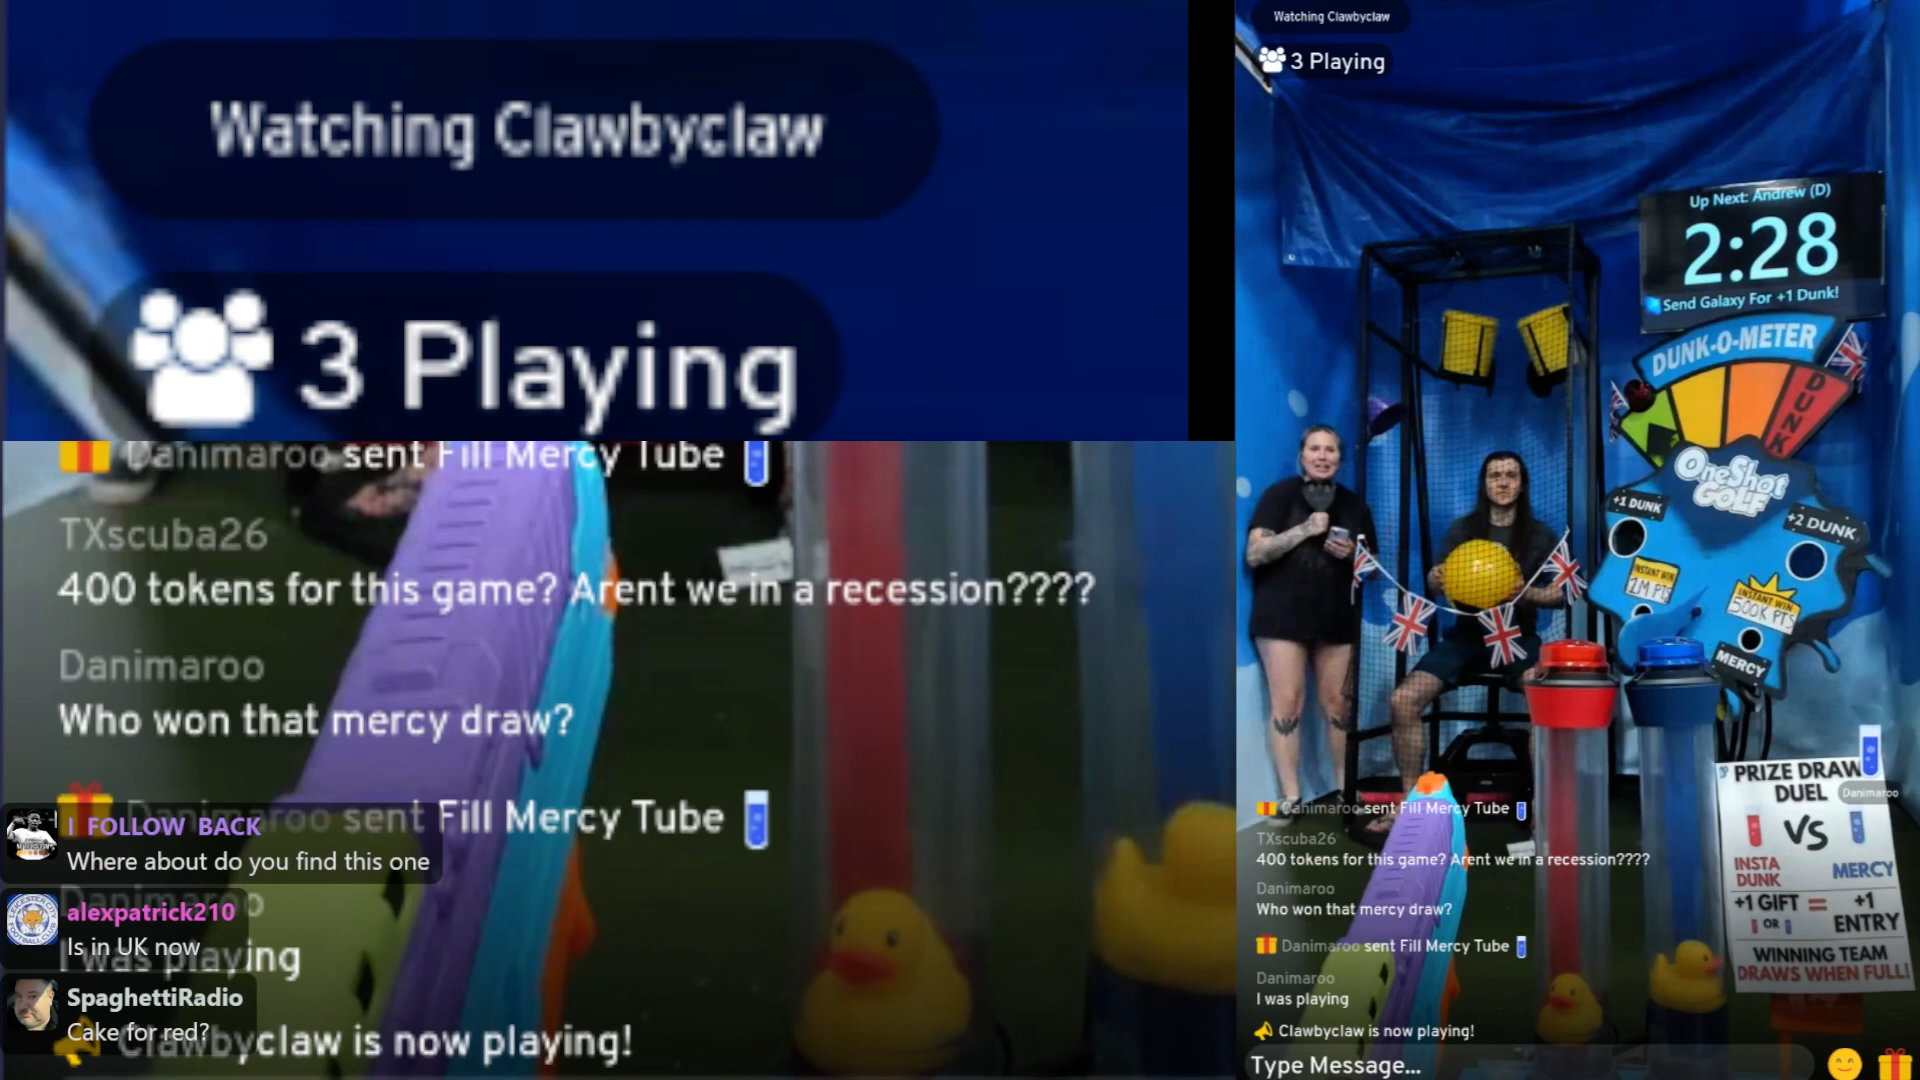 Watching Clawbyclaw
3 Playing
Danimaroo sent Fill Mercy Tube
TXscuba26
400 tokens for this game? Arent we in a recession????
Danimaroo
Who won that mercy draw?
Danimaroo sent Fill Mercy Tube
Danimaroo
I was playing
Clawbyclaw is now playing!
I FOLLOW BACK
Where about do you find this one
alexpatrick210
Is in UK now
SpaghettiRadio
Cake for red?
Watching Clawbyclaw
3 Playing
Up Next: Andrew (D)
2:28
Send Galaxy For +1 Dunk!
DUNK-O-METER
DUNK
OneShot
GOLF
+1 DUNK
+2 DUNK
INSTANT WIN
1M PTS
INSTANT WIN
500K PTS
MERCY
PRIZE DRAW
DUEL
Danimaroo
VS
INSTA
DUNK
MERCY
+1 GIFT = +1
OR
ENTRY
WINNING TEAM
DRAWS WHEN FULL!
Danimaroo sent Fill Mercy Tube
TXscuba26
400 tokens for this game? Arent we in a recession????
Danimaroo
Who won that mercy draw?
Danimaroo sent Fill Mercy Tube
Danimaroo
I was playing
Clawbyclaw is now playing!
Type Message...